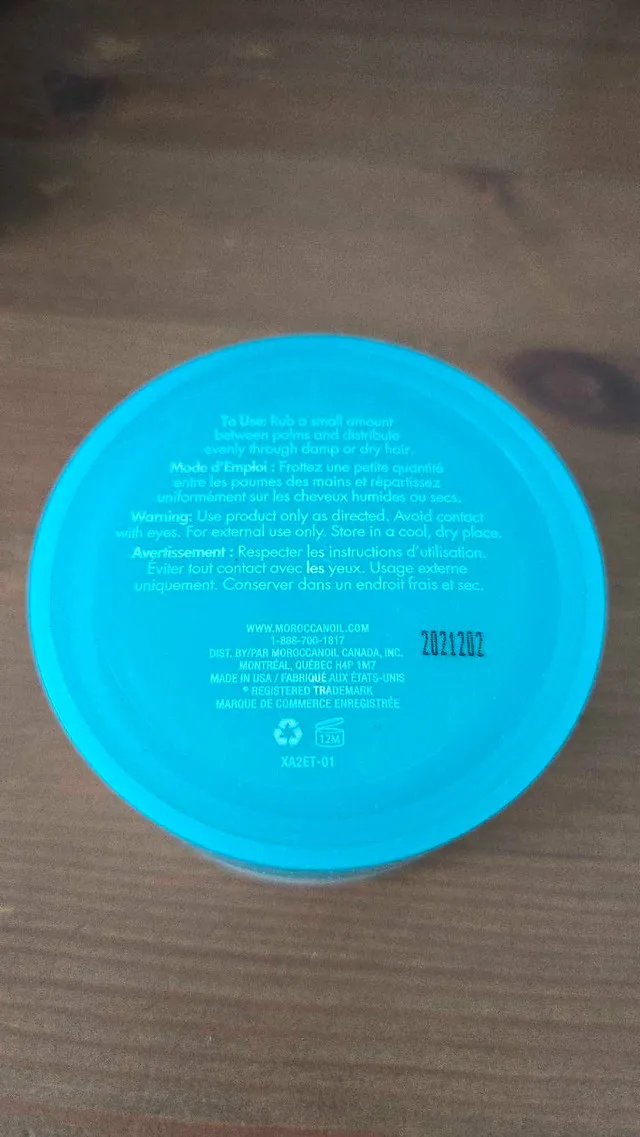 To Use: Rub a small amount
between palms and distribute
evenly through damp or dry hair.
Mode d'Emploi : Frottez une petite quantité
entre les paumes des mains et répartissez
uniformément sur les cheveux humides ou secs.
Warning: Use product only as directed. Avoid contact
with eyes. For external use only. Store in a cool, dry place.
Avertissement : Respecter les instructions d'utilisation.
Éviter tout contact avec les yeux. Usage externe
uniquement. Conserver dans un endroit frais et sec.
WWW.MOROCCANOIL.COM
1-888-700-1817
DIST. BY/PAR MOROCCANOIL CANADA, INC.
MONTRÉAL, QUÉBEC H4P 1M7
MADE IN USA / FABRIQUÉ AUX ÉTATS-UNIS
® REGISTERED TRADEMARK
MARQUE DE COMMERCE ENREGISTRÉE
2021202
12M
XA2ET-01